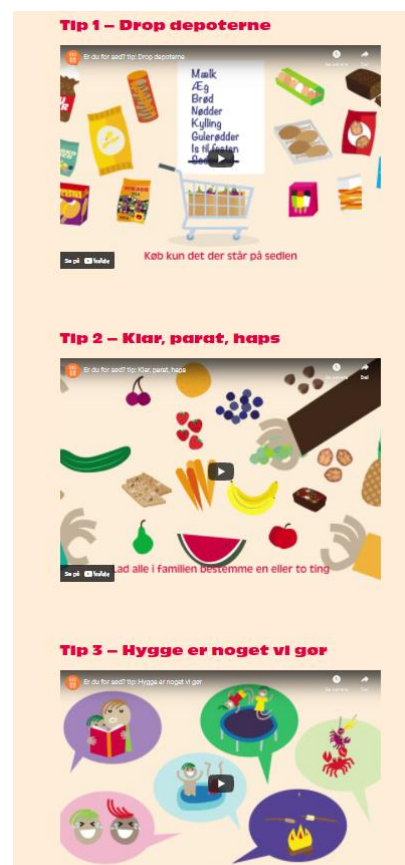 Tip 1 – Drop depoterne
Er du for sød? tip: Drop depoterne
Del
Mælk
Æg
Brød
Nødder
Kylling
Gulerødder
Is til festen
Se på YouTube
Køb kun det der står på sedlen
Tip 2 – Klar, parat, haps
Er du for sød? tip: Klar, parat, haps
Del
Se på YouTube
Lad alle i familien bestemme en eller to ting
Tip 3 – Hygge er noget vi gør
Er du for sød? tip: Hygge er noget vi gør
Del